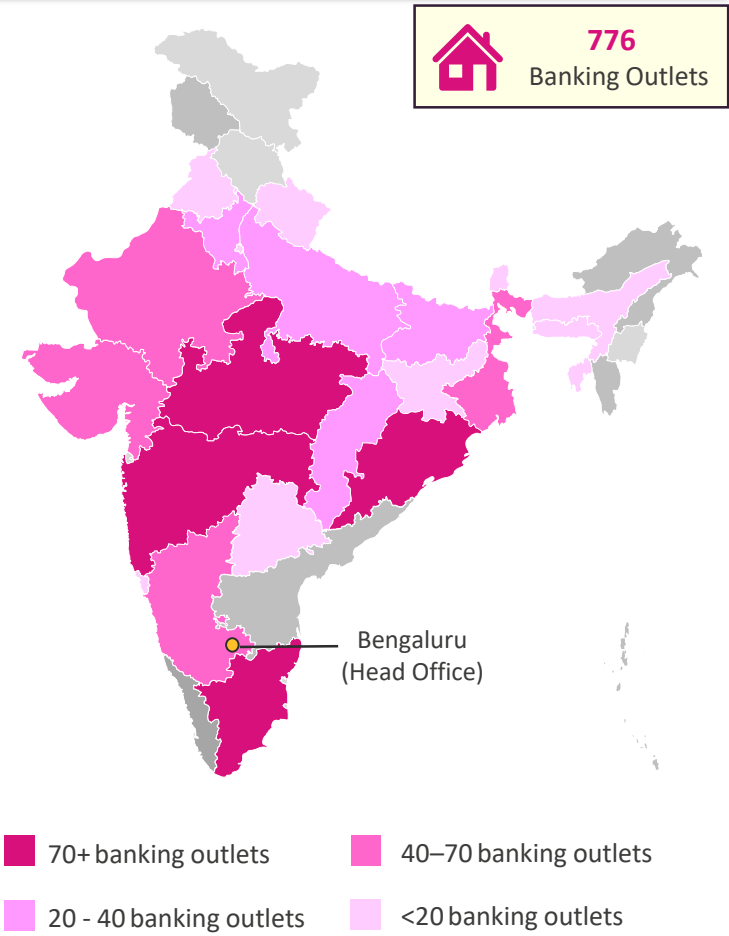 776
Banking Outlets
Bengaluru
(Head Office)
70+ banking outlets
40–70 banking outlets
20 - 40 banking outlets
<20 banking outlets